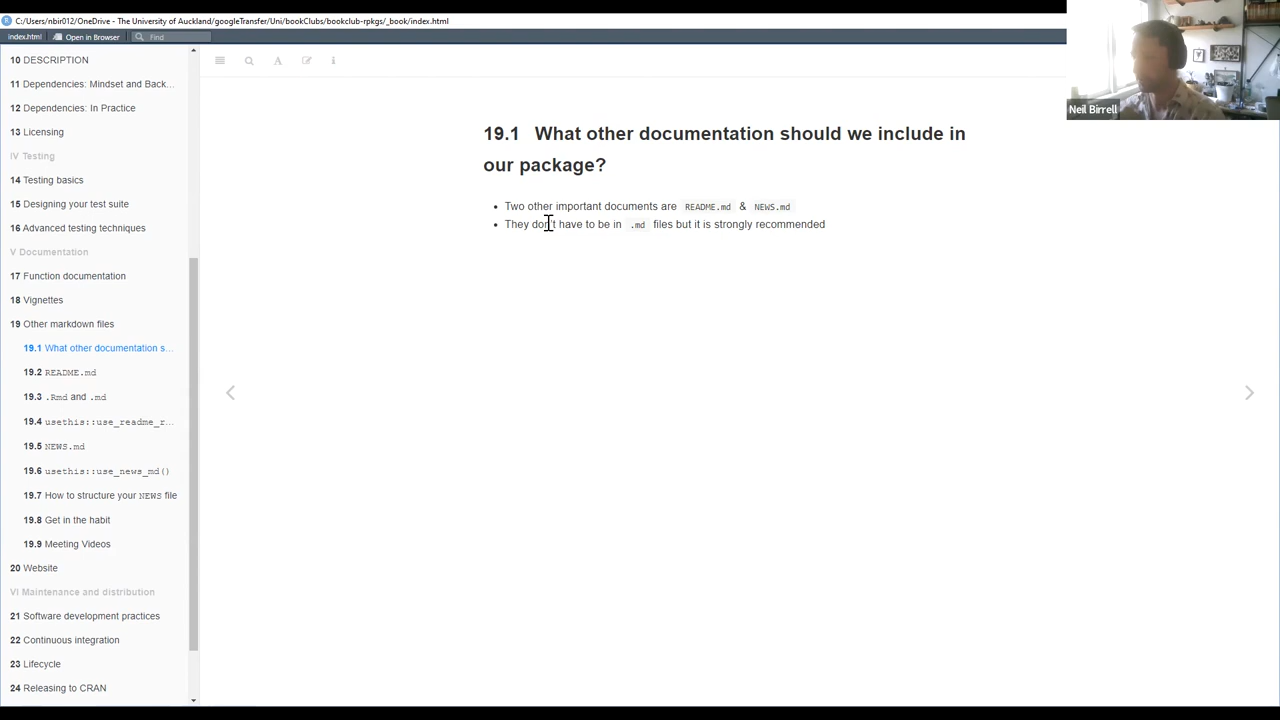 C:/Users/nbir012/OneDrive - The University of Auckland/googleTransfer/Uni/bookClubs/bookclub-rpkgs/_book/index.html
index.html
Open in Browser
Find
10 DESCRIPTION
11 Dependencies: Mindset and Back...
12 Dependencies: In Practice
13 Licensing
IV Testing
14 Testing basics
15 Designing your test suite
16 Advanced testing techniques
V Documentation
17 Function documentation
18 Vignettes
19 Other markdown files
19.1 What other documentation s...
19.2 README.md
19.3 .Rmd and .md
19.4 usethis::use_readme_r...
19.5 NEWS.md
19.6 usethis::use_news_md()
19.7 How to structure your NEWS file
19.8 Get in the habit
19.9 Meeting Videos
20 Website
VI Maintenance and distribution
21 Software development practices
22 Continuous integration
23 Lifecycle
24 Releasing to CRAN
19.1 What other documentation should we include in
our package?
• Two other important documents are README.md & NEWS.md
• They don't have to be in .md files but it is strongly recommended
Neil Birrell